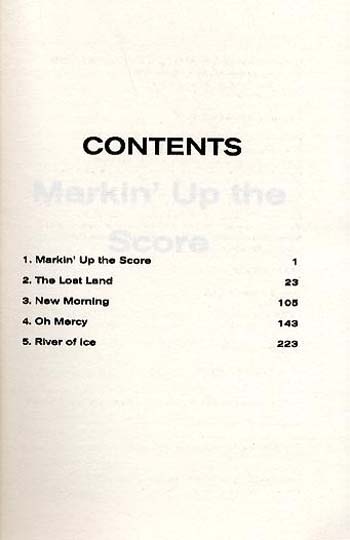 CONTENTS
Markin' Up the
Score
1. Markin' Up the Score 1
2. The Lost Land 23
3. New Morning 105
4. Oh Mercy 143
5. River of Ice 223